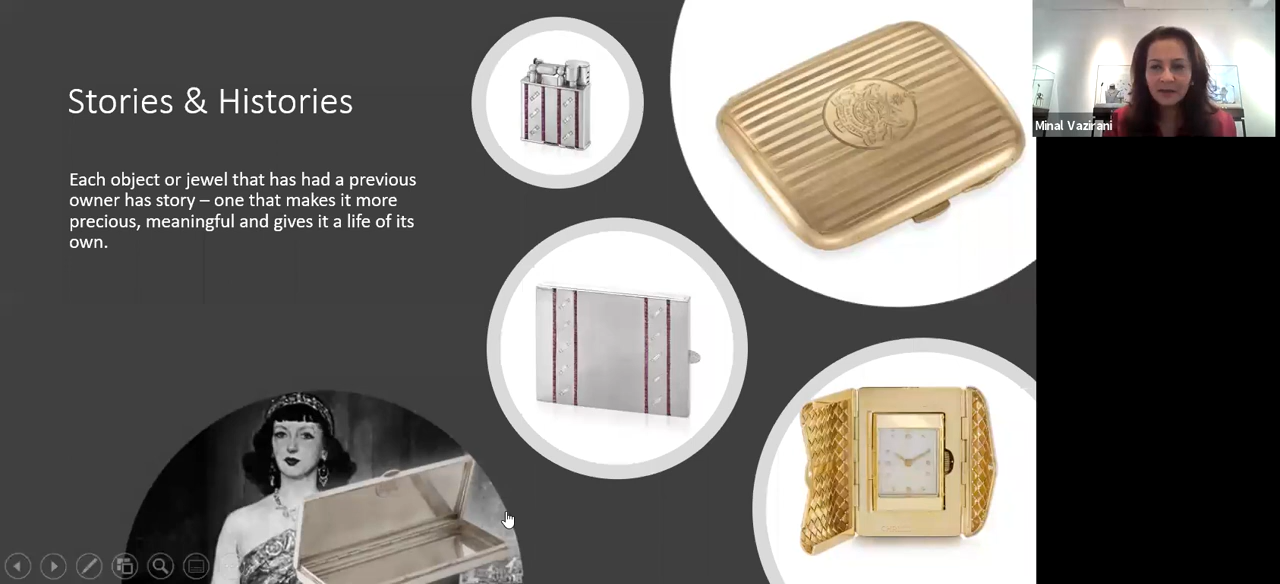 Stories & Histories
Each object or jewel that has had a previous
owner has story – one that makes it more
precious, meaningful and gives it a life of its
own.
Minal Vazirani